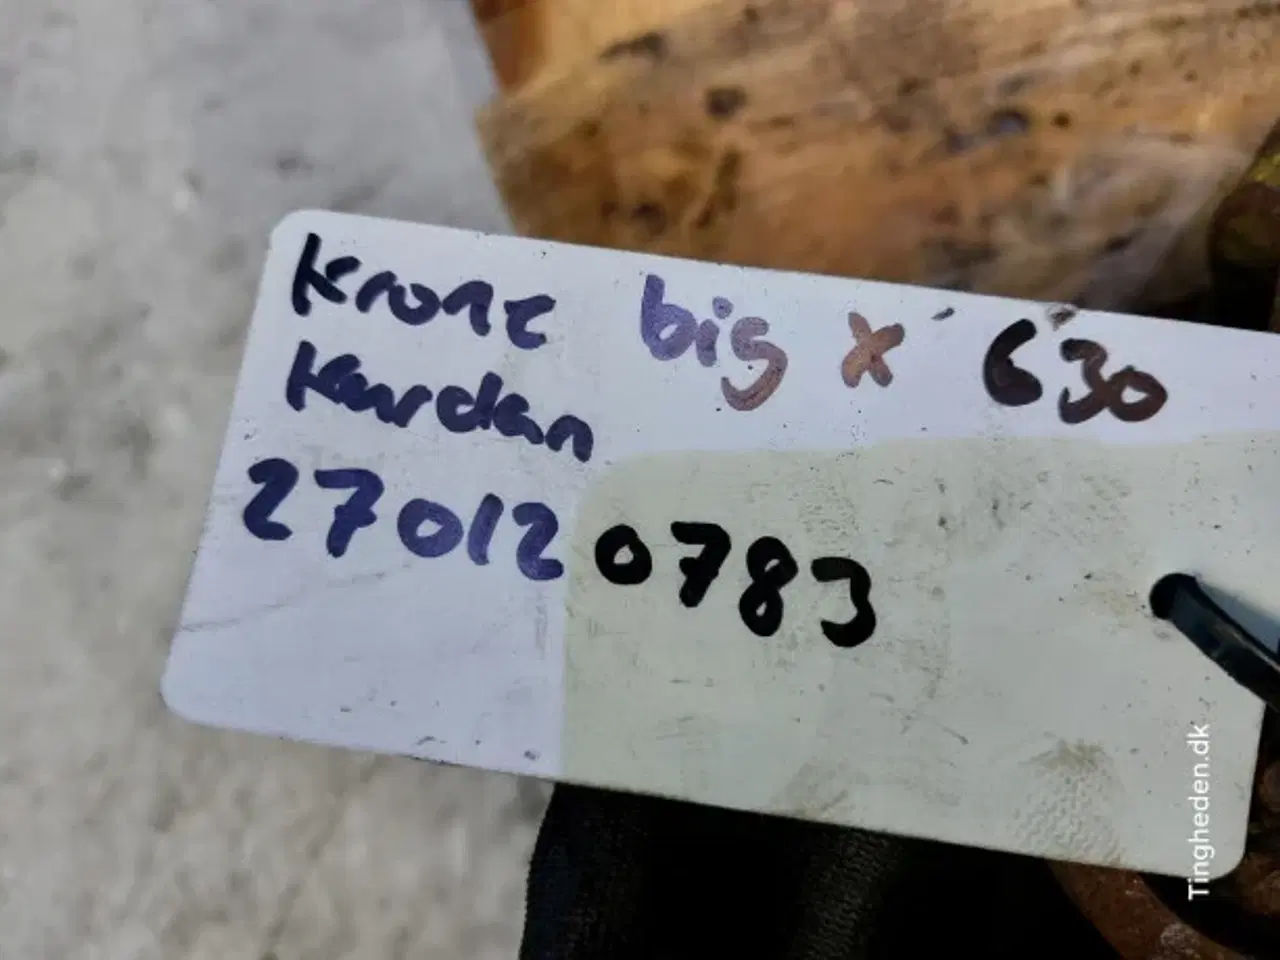 Krone big x 630
Kardan
270120783
Tingheden.dk